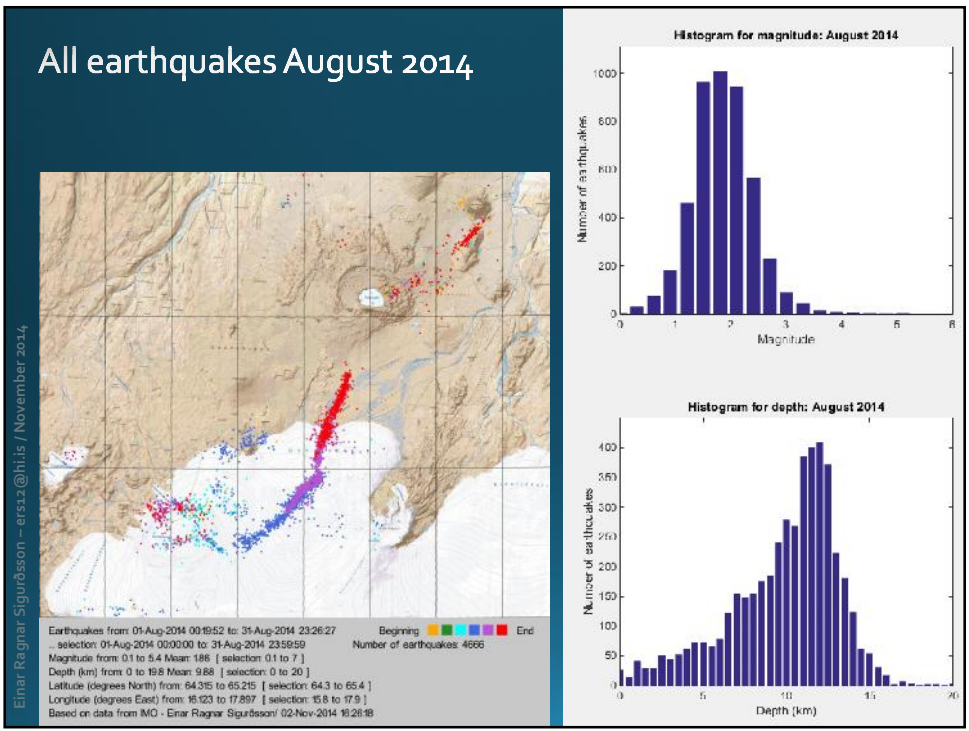 All earthquakes August 2014
Einar Ragnar Sigurðsson – ers12@hi.is / November 2014
Earthquakes from: 01-Aug-2014 00:19:52 to: 31-Aug-2014 23:26:27
... selection: 01-Aug-2014 00:00:00 to: 31-Aug-2014 23:59:59
Magnitude from: 0.1 to 5.4 Mean: 1.86 [ selection: 0.1 to 7 ]
Depth (km) from: 0 to 19.8 Mean: 9.88 [ selection: 0 to 20 ]
Latitude (degrees North) from: 64.315 to 65.215 [ selection: 64.3 to 65.4 ]
Longitude (degrees East) from: 16.123 to 17.897 [ selection: 15.8 to 17.9 ]
Based on data from IMO - Einar Ragnar Sigurðsson/ 02-Nov-2014 16:26:18
Beginning End
Number of earthquakes: 4666
Histogram for magnitude: August 2014
Number of earthquakes
1000
800
600
400
200
0
0 1 2 3 4 5 6
Magnitude
Histogram for depth: August 2014
Number of earthquakes
400
350
300
250
200
150
100
50
0
0 5 10 15 20
Depth (km)